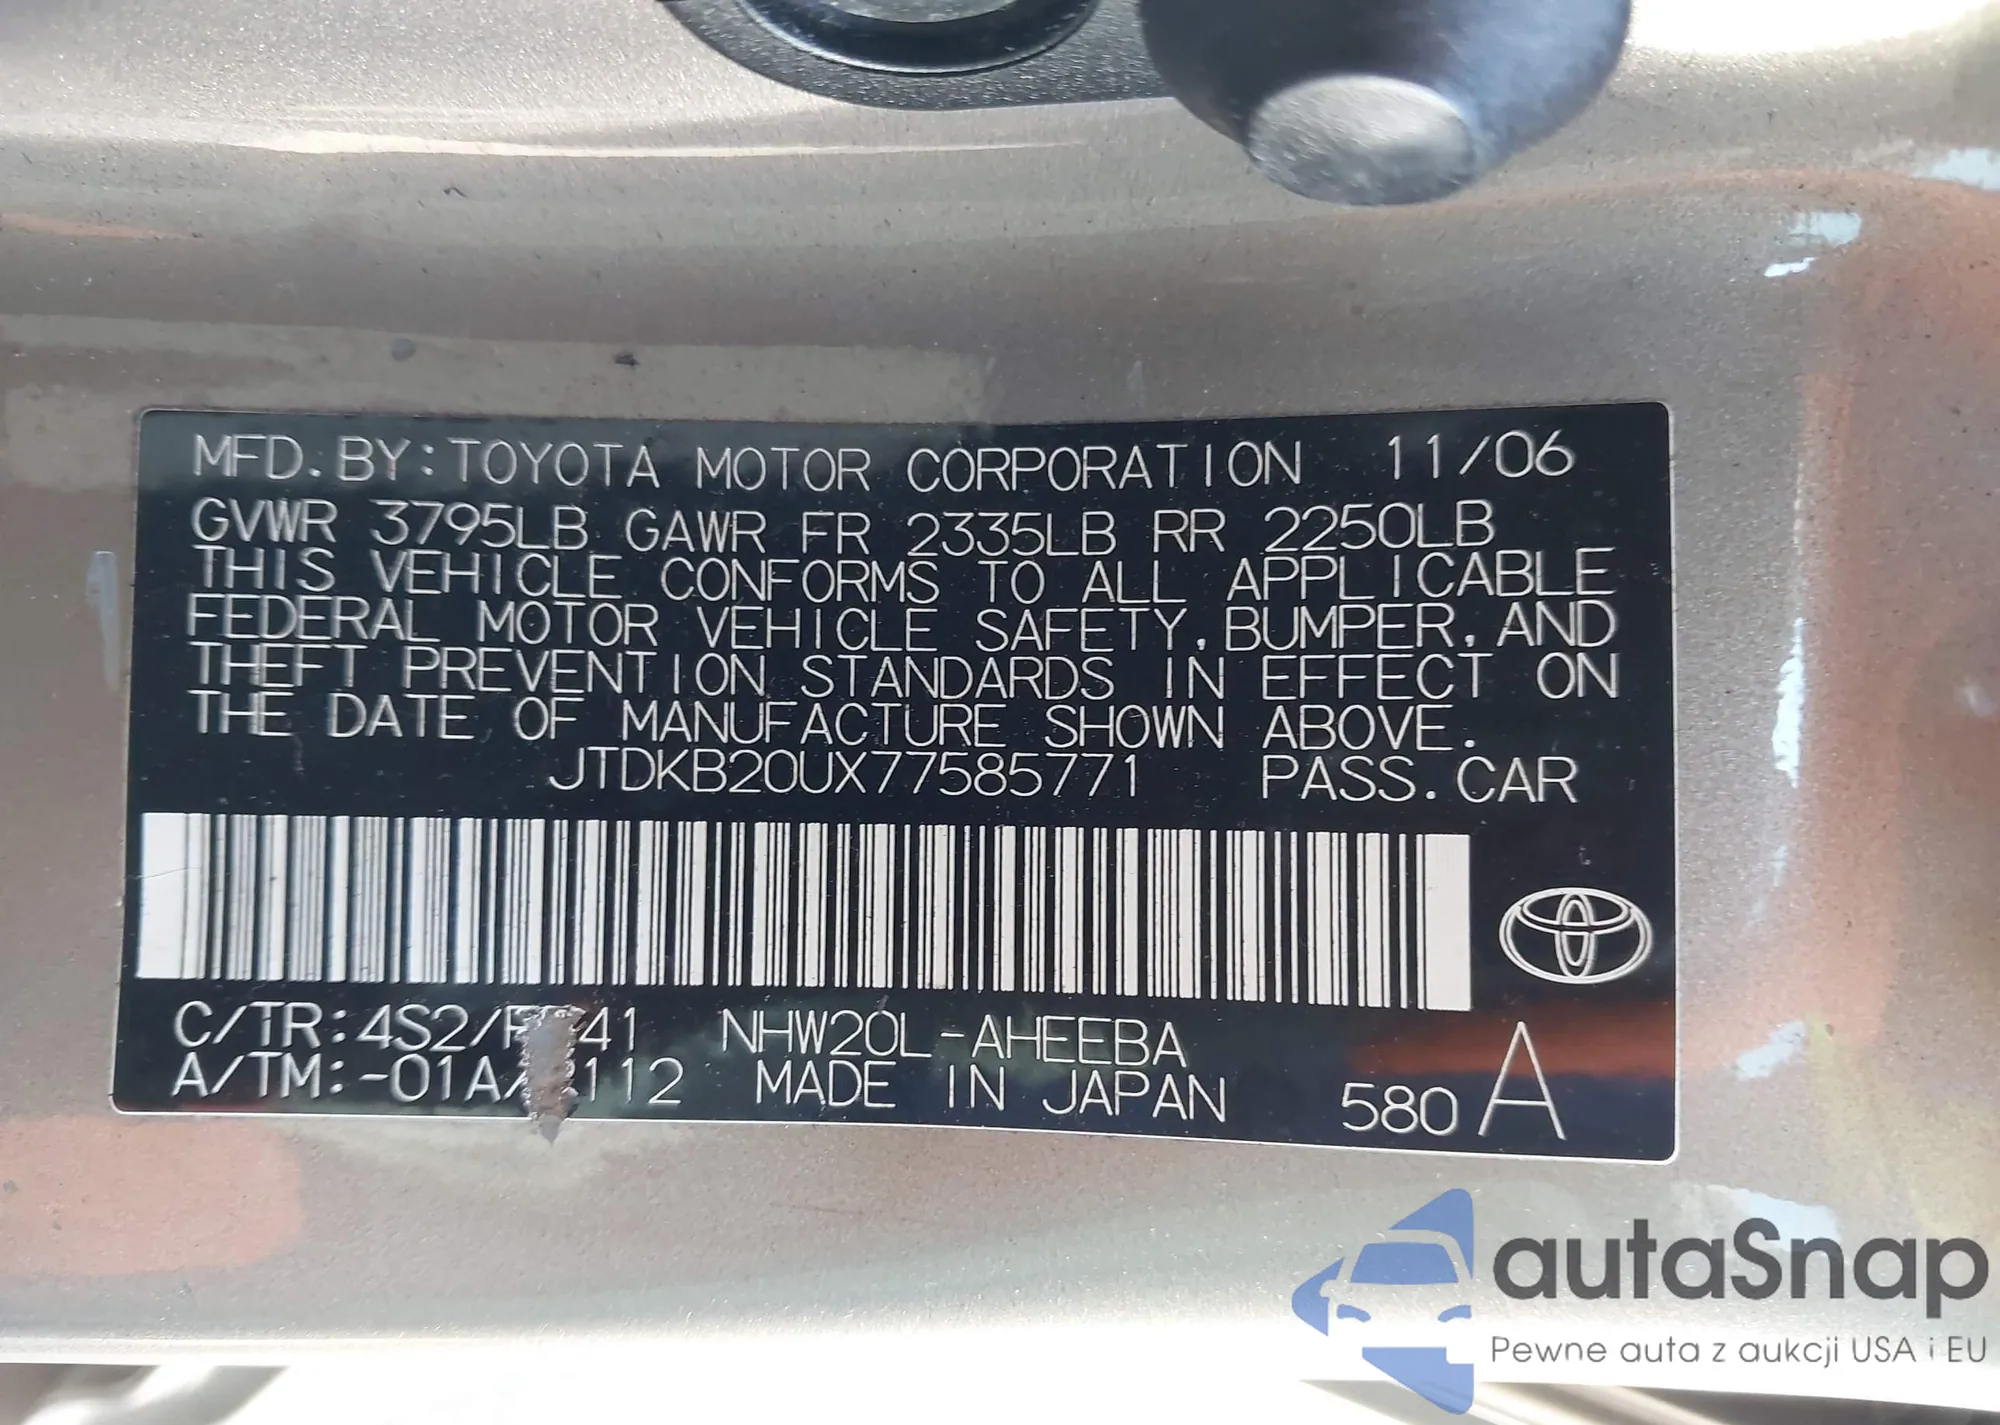 MFD. BY: TOYOTA MOTOR CORPORATION 11/06
GVWR 3795LB GAWR FR 2335LB RR 2250LB
THIS VEHICLE CONFORMS TO ALL APPLICABLE
FEDERAL MOTOR VEHICLE SAFETY, BUMPER, AND
THEFT PREVENTION STANDARDS IN EFFECT ON
THE DATE OF MANUFACTURE SHOWN ABOVE.
JTDKB20UX77585771 PASS. CAR
C/TR: NHW20L-AHEEBA
A/TM: MADE IN JAPAN 580 A
autaSnap
Pewne auta z aukcji USA i EU